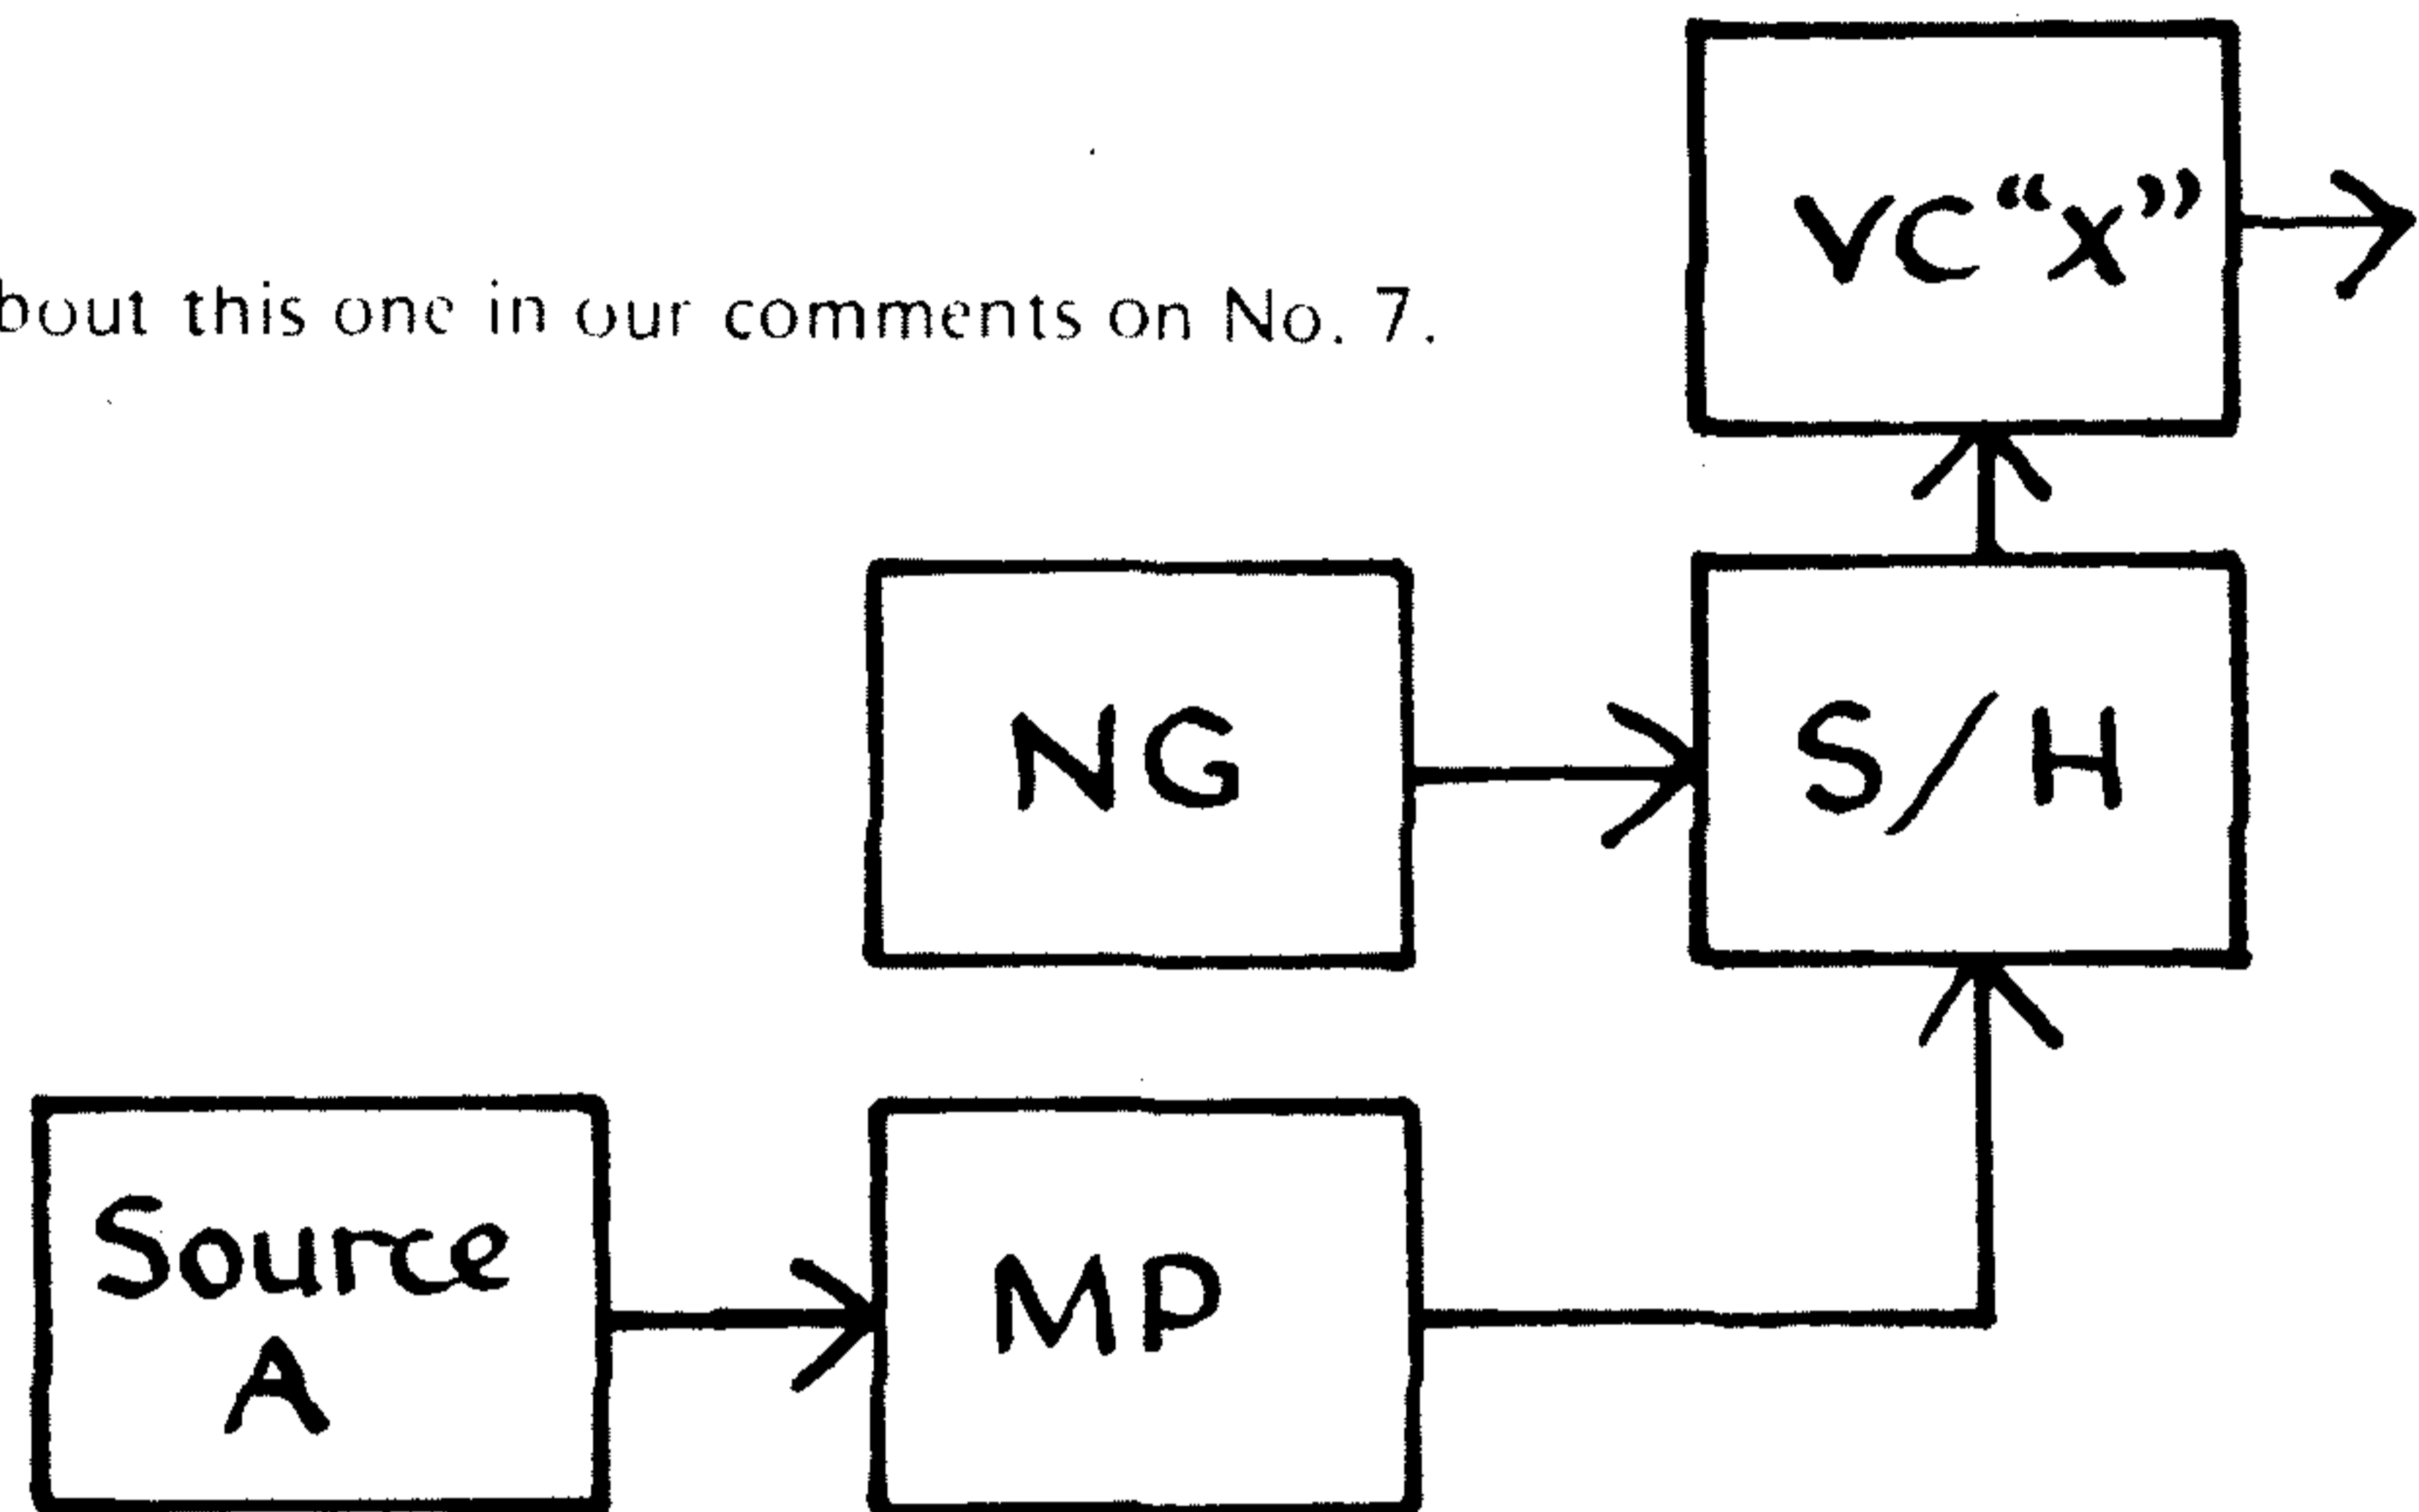 VC“X”
bout this one in our comments on No. 7.
NG
S/H
Source
A
MP